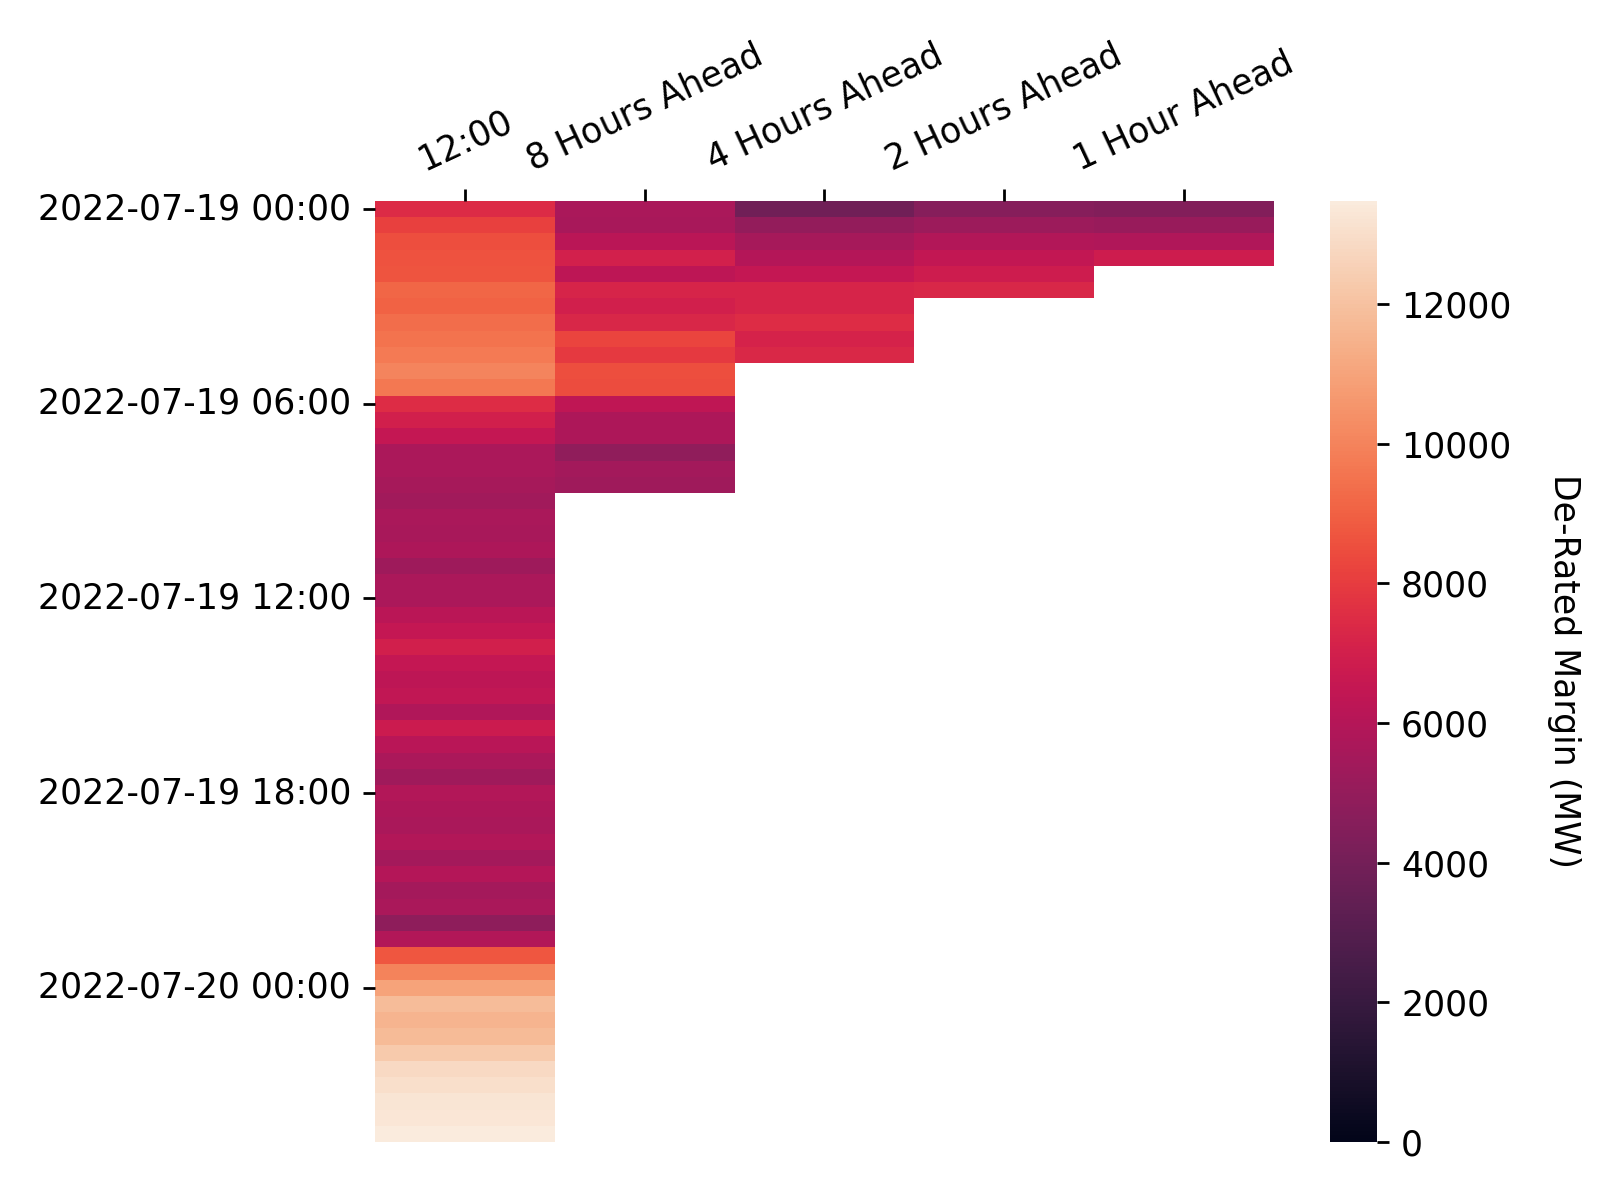 12:00
8 Hours Ahead
4 Hours Ahead
2 Hours Ahead
1 Hour Ahead
2022-07-19 00:00
2022-07-19 06:00
2022-07-19 12:00
2022-07-19 18:00
2022-07-20 00:00
12000
10000
8000
6000
4000
2000
0
De-Rated Margin (MW)